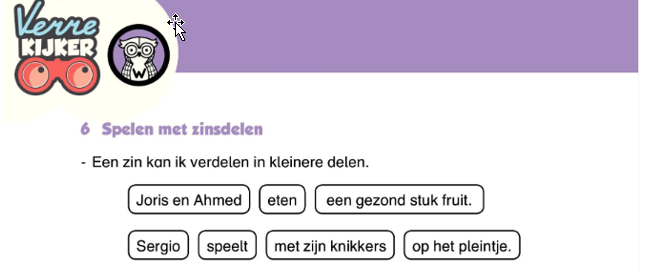 Verre
KIJKER
W
6 Spelen met zinsdelen
- Een zin kan ik verdelen in kleinere delen.
Joris en Ahmed eten een gezond stuk fruit.
Sergio speelt met zijn knikkers op het pleintje.